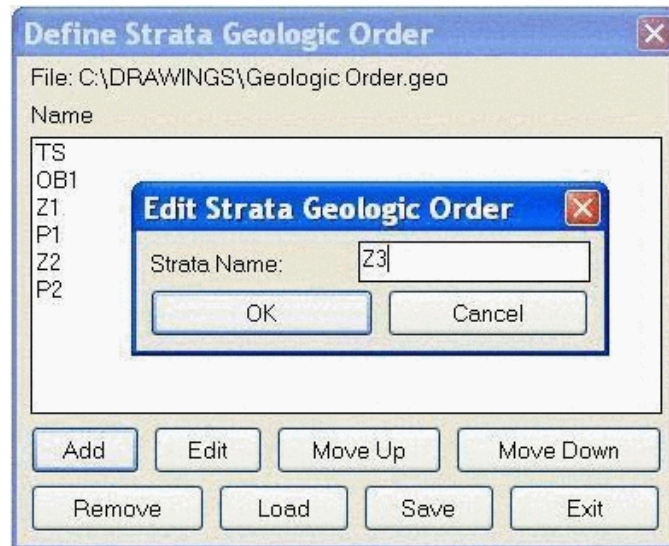 Define Strata Geologic Order
File: C:\DRAWINGS\Geologic Order.geo
Name
TS
OB1
Z1
P1
Z2
P2
Edit Strata Geologic Order
Strata Name: Z3
OK Cancel
Add Edit Move Up Move Down
Remove Load Save Exit